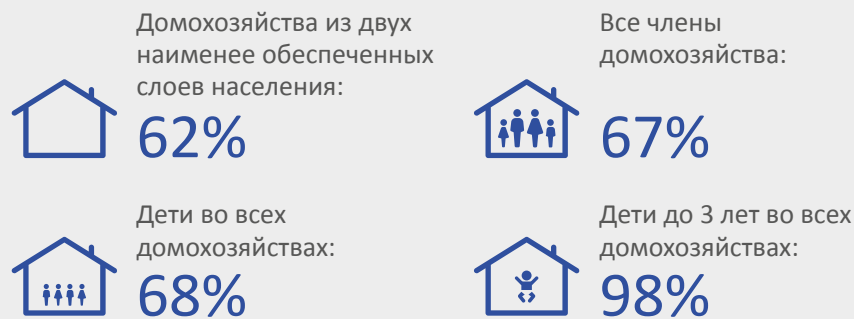 Домохозяйства из двух
наименее обеспеченных
слоев населения:
62%
Все члены
домохозяйства:
67%
Дети во всех
домохозяйствах:
68%
Дети до 3 лет во всех
домохозяйствах:
98%